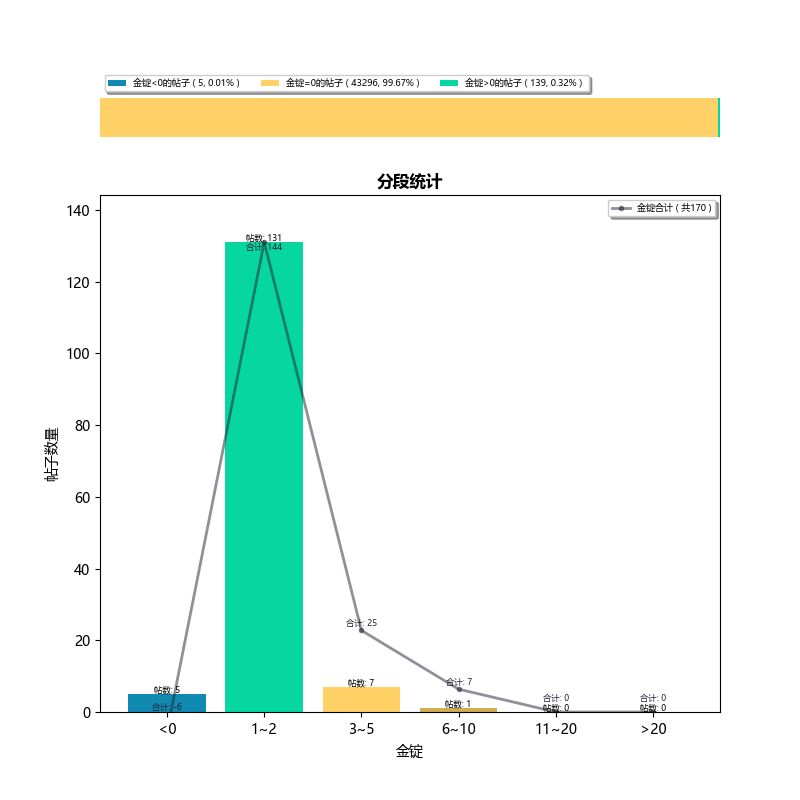 金锭<0的帖子 ( 5, 0.01% ) 金锭=0的帖子 ( 43296, 99.67% ) 金锭>0的帖子 ( 139, 0.32% )
分段统计
金锭合计 ( 共170 )
140
120
100
80
60
40
20
0
帖子数量
帖数: 131
合计: 144
合计: 25
帖数: 7
合计: 7
帖数: 1
帖数: 5
合计: -6
合计: 0
帖数: 0
合计: 0
帖数: 0
<0 1~2 3~5 6~10 11~20 >20
金锭